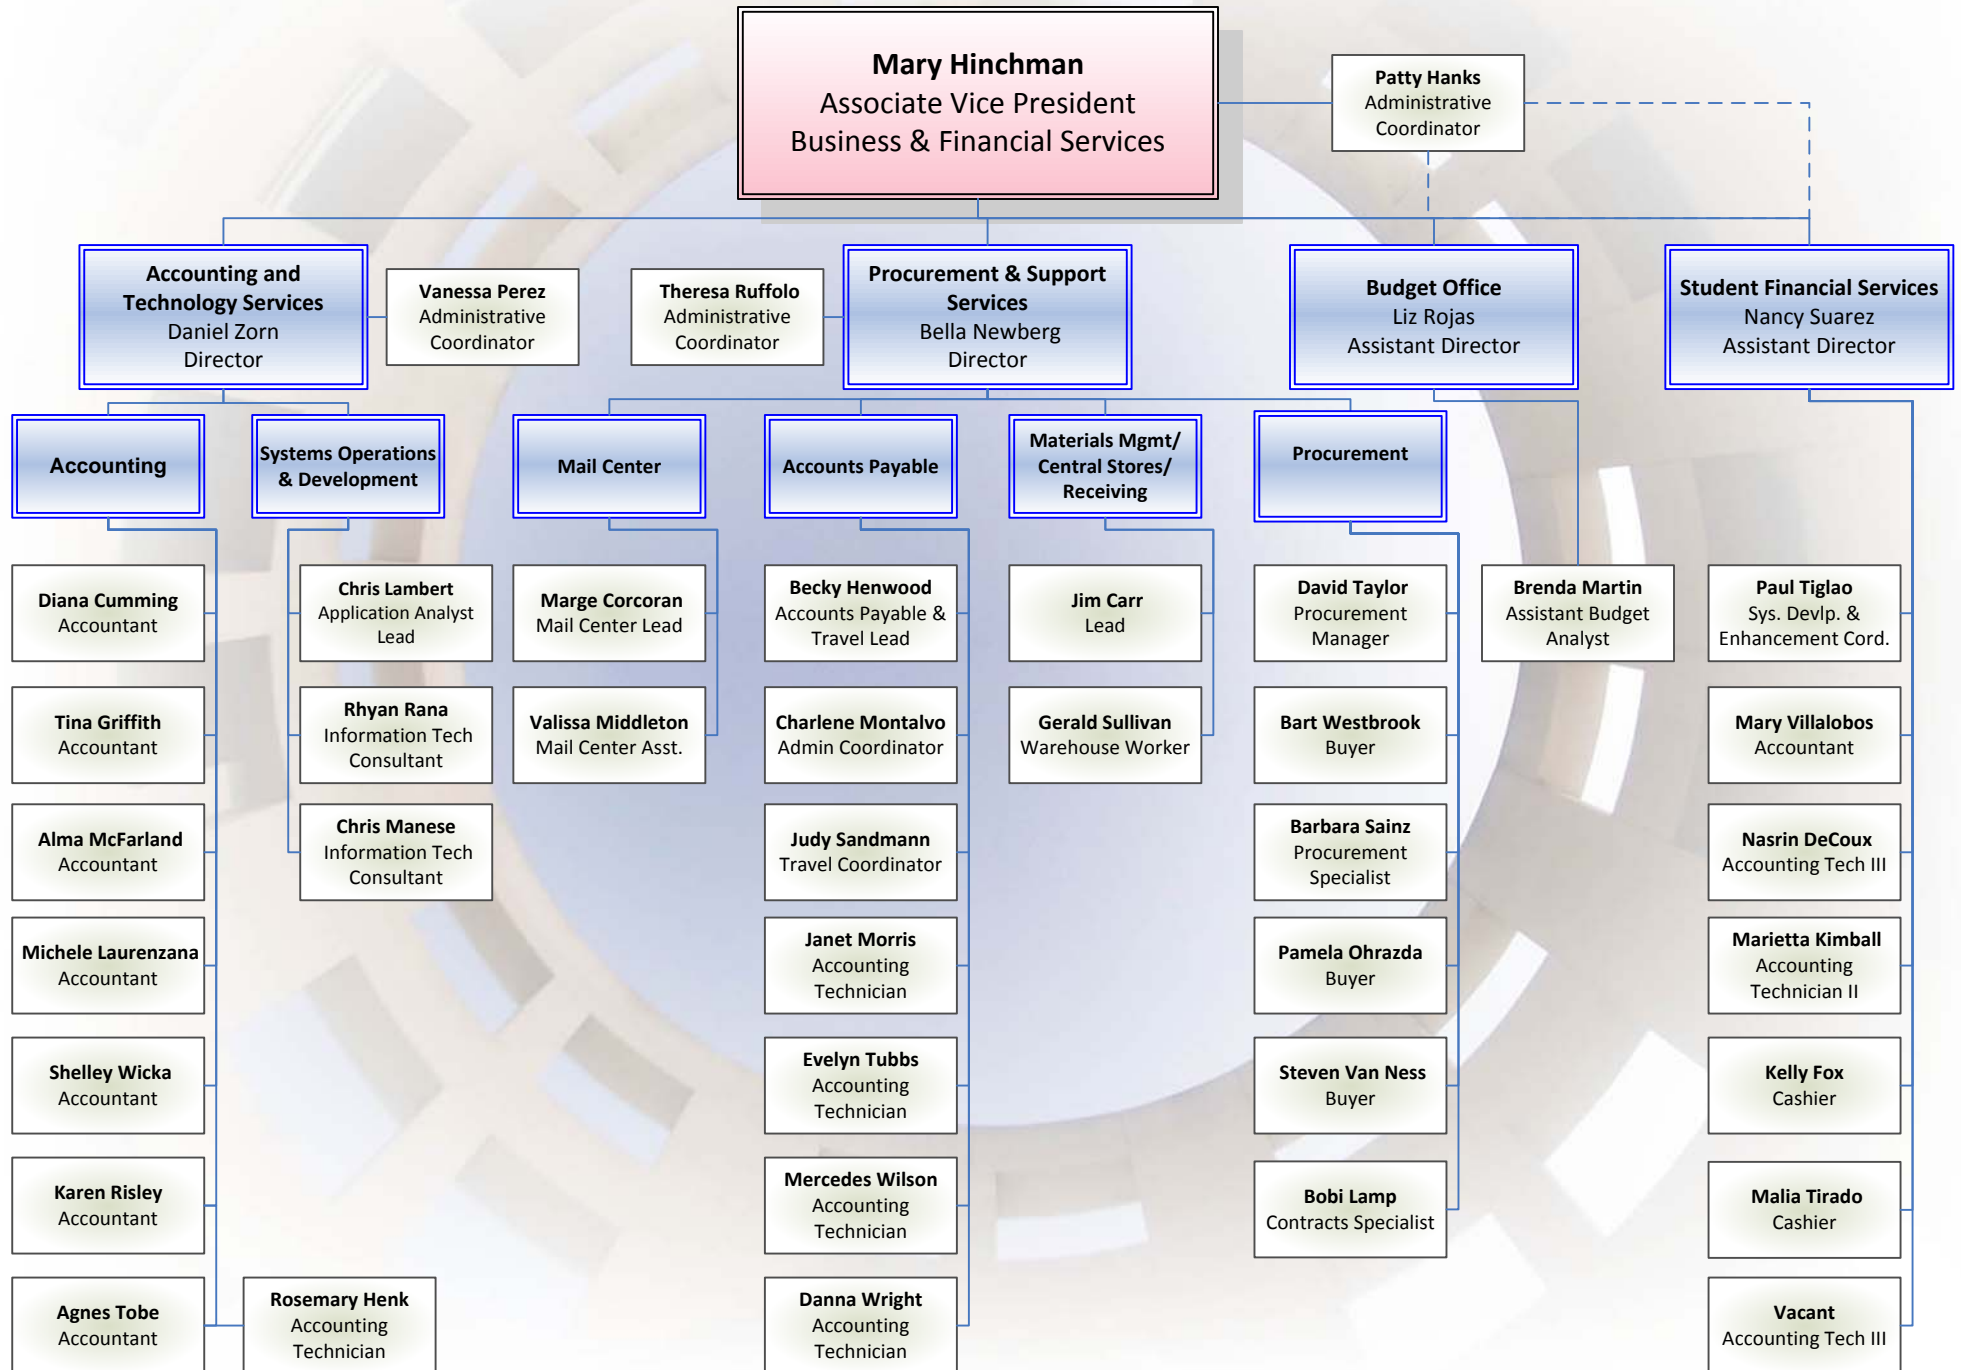 Mary Hinchman
Associate Vice President
Business & Financial Services
Patty Hanks
Administrative
Coordinator
Accounting and
Technology Services
Daniel Zorn
Director
Vanessa Perez
Administrative
Coordinator
Theresa Ruffolo
Administrative
Coordinator
Procurement & Support
Services
Bella Newberg
Director
Budget Office
Liz Rojas
Assistant Director
Student Financial Services
Nancy Suarez
Assistant Director
Accounting
Systems Operations
& Development
Mail Center
Accounts Payable
Materials Mgmt/
Central Stores/
Receiving
Procurement
Diana Cumming
Accountant
Chris Lambert
Application Analyst
Lead
Marge Corcoran
Mail Center Lead
Becky Henwood
Accounts Payable &
Travel Lead
Jim Carr
Lead
David Taylor
Procurement
Manager
Brenda Martin
Assistant Budget
Analyst
Paul Tiglao
Sys. Devlp. &
Enhancement Cord.
Tina Griffith
Accountant
Rhyan Rana
Information Tech
Consultant
Valissa Middleton
Mail Center Asst.
Charlene Montalvo
Admin Coordinator
Gerald Sullivan
Warehouse Worker
Bart Westbrook
Buyer
Mary Villalobos
Accountant
Alma McFarland
Accountant
Chris Manese
Information Tech
Consultant
Judy Sandmann
Travel Coordinator
Barbara Sainz
Procurement
Specialist
Nasrin DeCoux
Accounting Tech III
Michele Laurenzana
Accountant
Janet Morris
Accounting
Technician
Pamela Ohrazda
Buyer
Marietta Kimball
Accounting
Technician II
Shelley Wicka
Accountant
Evelyn Tubbs
Accounting
Technician
Steven Van Ness
Buyer
Kelly Fox
Cashier
Karen Risley
Accountant
Mercedes Wilson
Accounting
Technician
Bobi Lamp
Contracts Specialist
Malia Tirado
Cashier
Agnes Tobe
Accountant
Rosemary Henk
Accounting
Technician
Danna Wright
Accounting
Technician
Vacant
Accounting Tech III